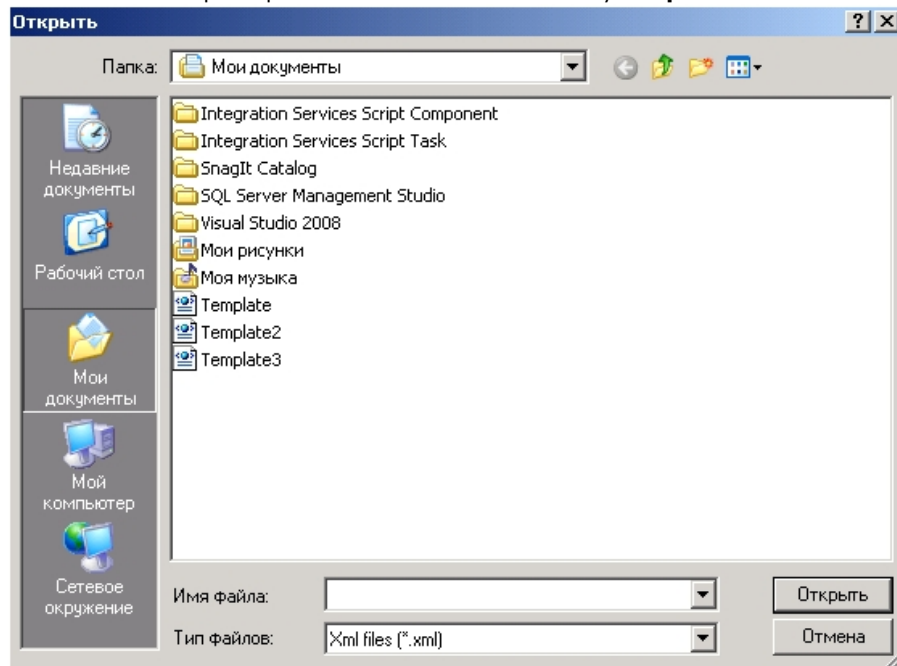 Открыть
Папка:
Мои документы
Недавние
документы
Рабочий стол
Мои
документы
Мой
компьютер
Сетевое
окружение
Integration Services Script Component
Integration Services Script Task
SnagIt Catalog
SQL Server Management Studio
Visual Studio 2008
Мои рисунки
Моя музыка
Template
Template2
Template3
Имя файла:
Открыть
Тип файлов:
Xml files (*.xml)
Отмена